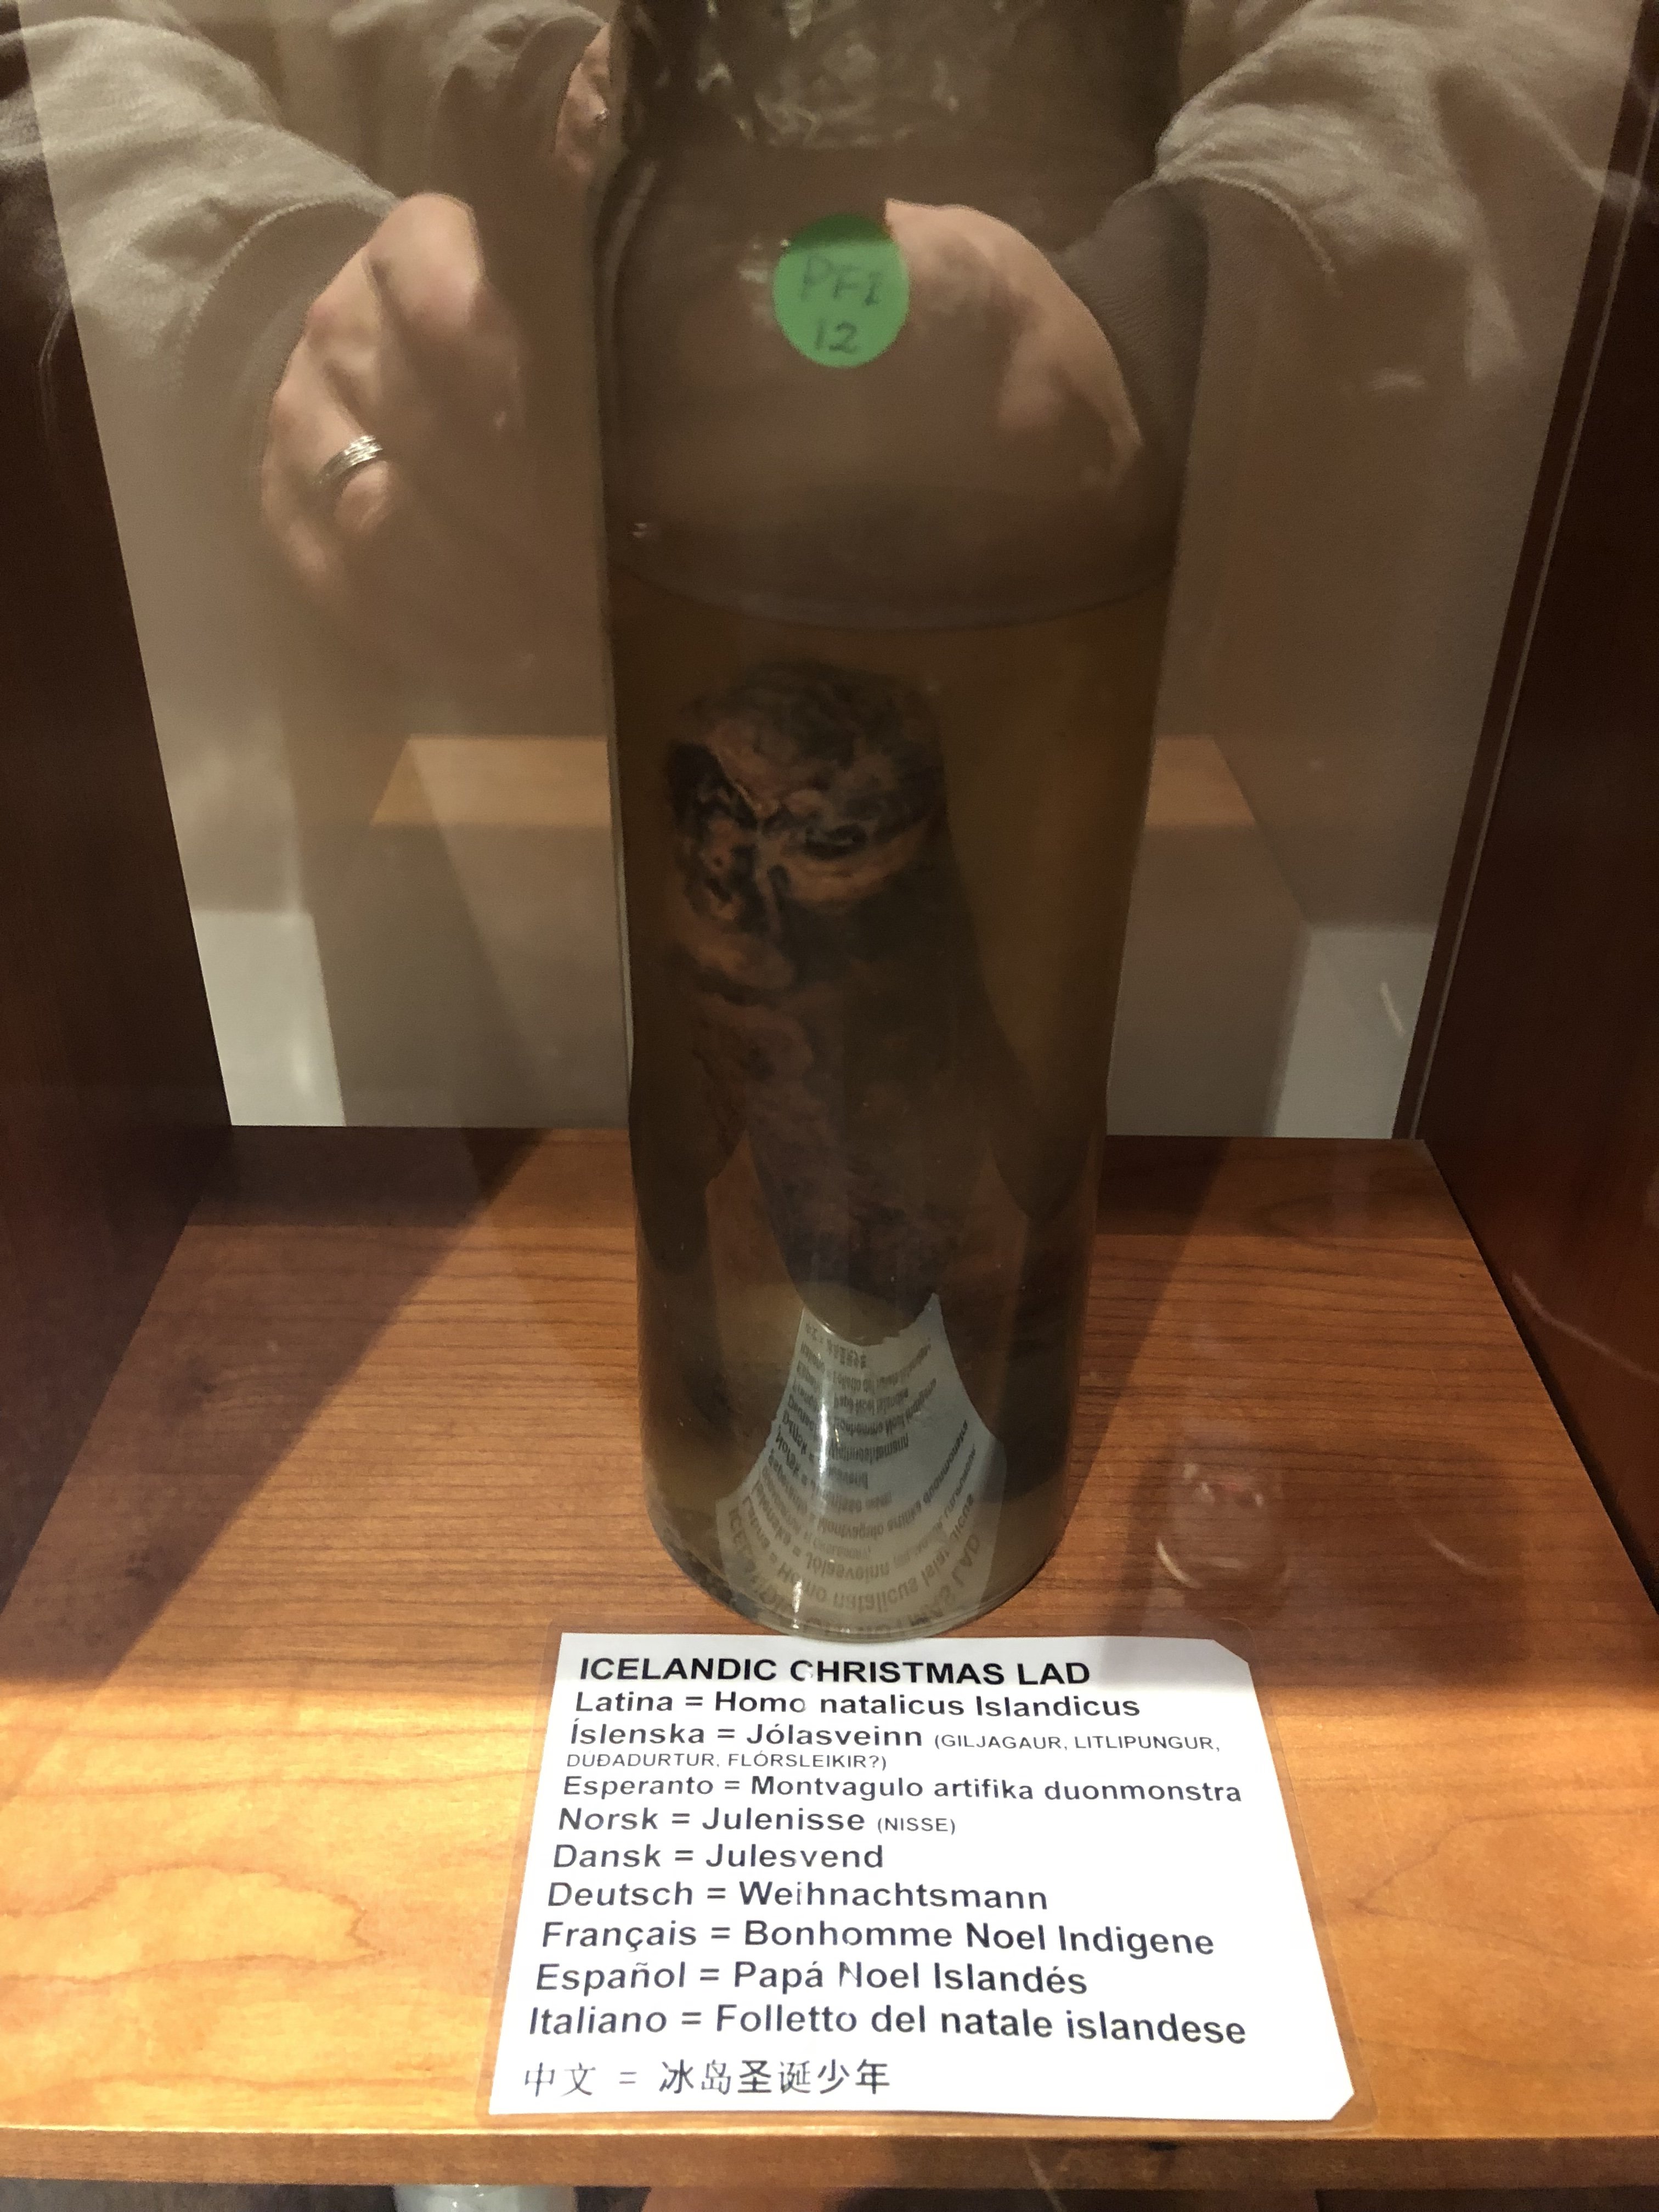 PFI
12
ICELANDIC CHRISTMAS LAD
Latina = Homo natalicus Islandicus
Íslenska = Jólasveinn (GILJAGAUR, LITLIPUNGUR,
DUÐADURTUR, FLÓRSLEIKIR?)
Esperanto = Montvagulo artifika duonmonstra
Norsk = Julenisse (NISSE)
Dansk = Julesvend
Deutsch = Weihnachtsmann
Français = Bonhomme Noel Indigene
Español = Papá Noel Islandés
Italiano = Folletto del natale islandese
中文 = 冰岛圣诞少年